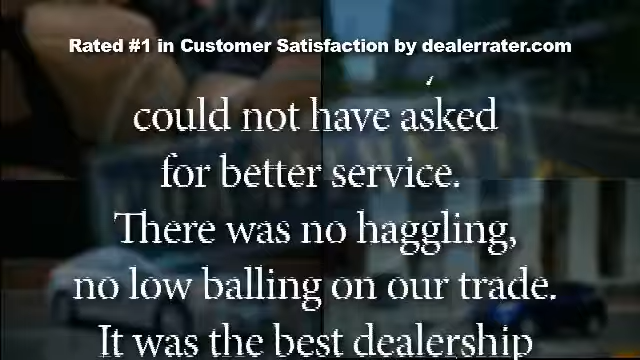 Rated #1 in Customer Satisfaction by dealerrater.com
could not have asked
for better service.
There was no haggling,
no low balling on our trade.
It was the best dealership